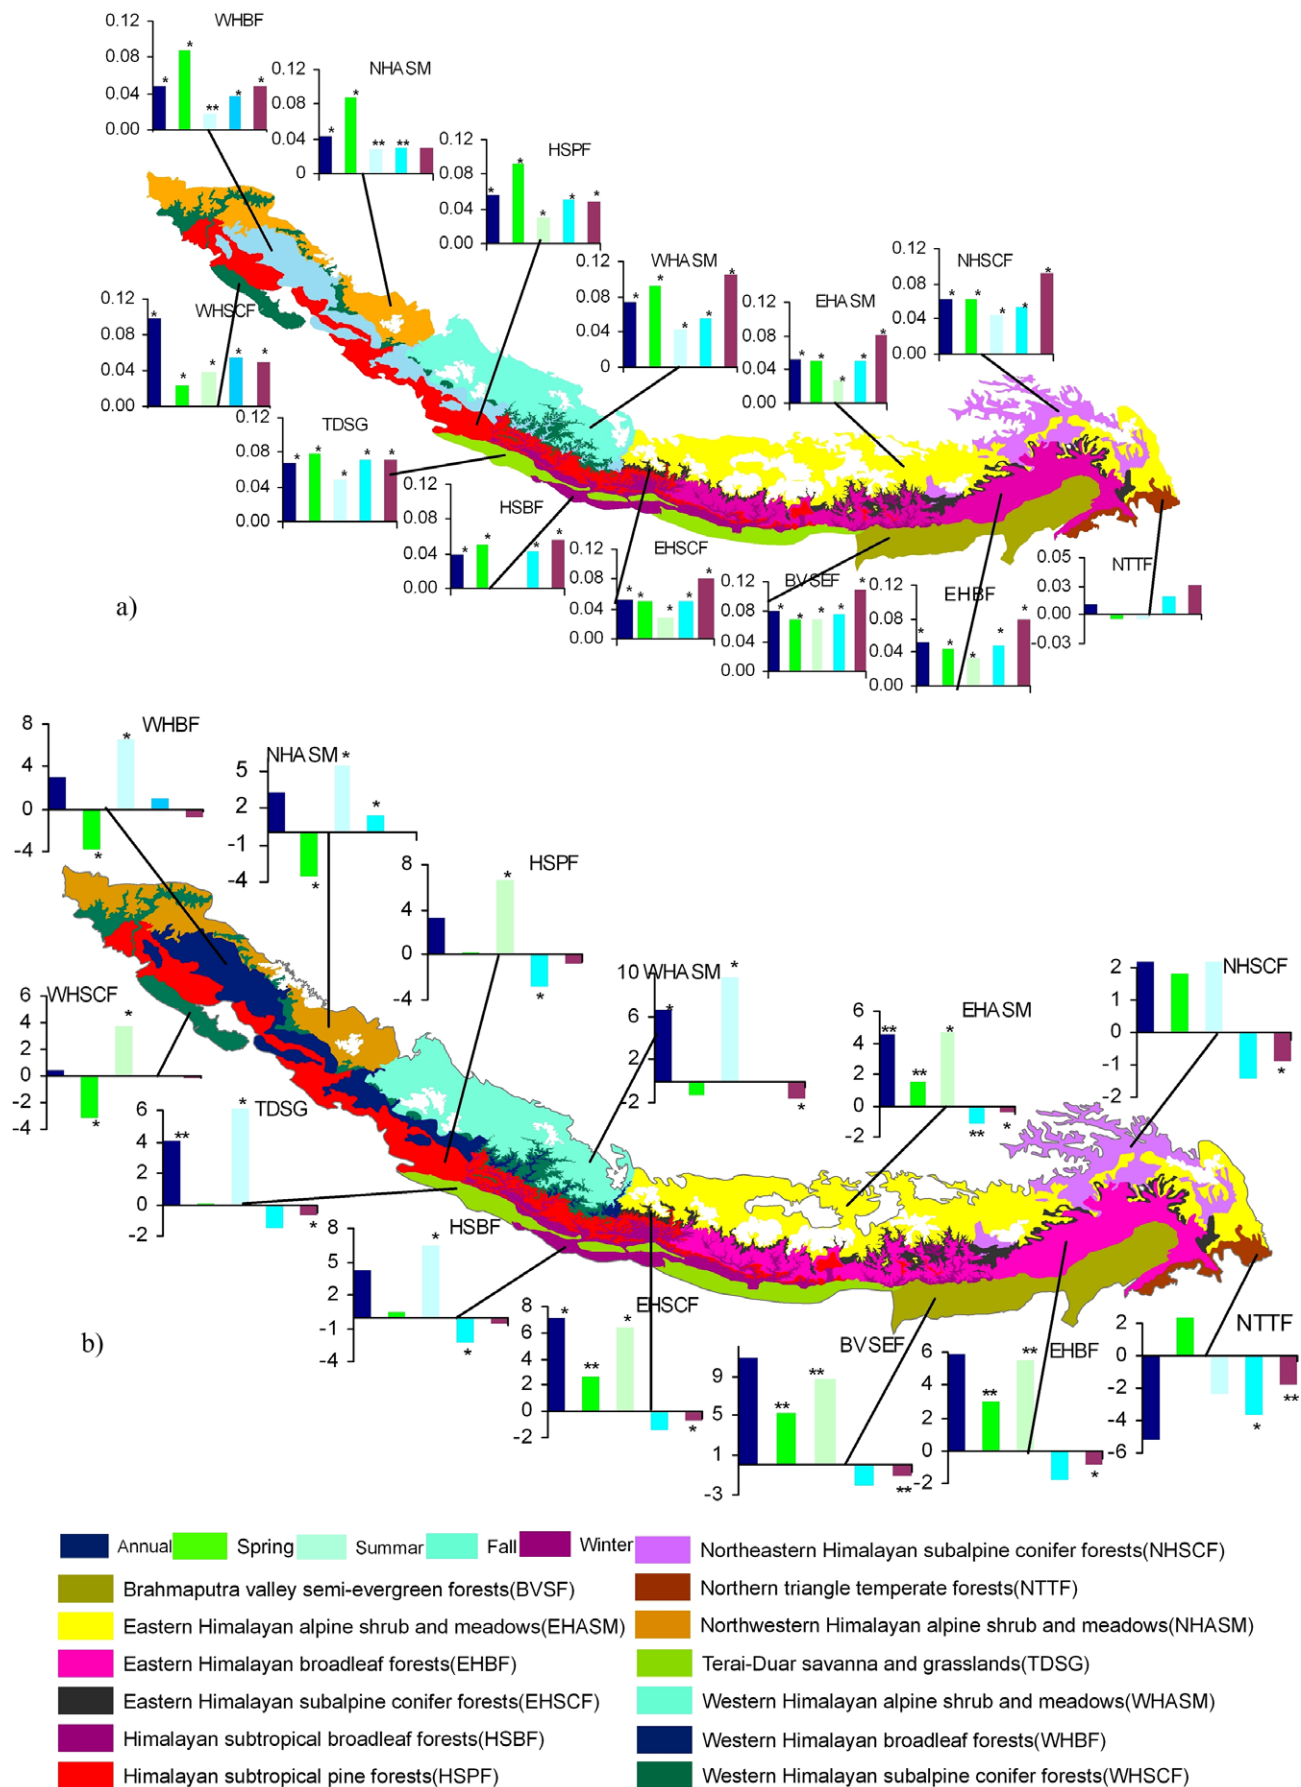 WHBF
0.12
0.08
0.04
0.00
* * ** * *
NHASM
0.12
0.08
0.04
0
* * ** **
HSPF
0.12
0.08
0.04
0.00
* * * * *
WHSCF
0.12
0.08
0.04
0.00
* * * * *
WHASM
0.12
0.08
0.04
0
* * * * *
EHASM
0.12
0.08
0.04
0.00
* * * * *
NHSCF
0.12
0.08
0.04
0.00
* * * * *
TDSG
0.12
0.08
0.04
0.00
* * * * *
HSBF
0.12
0.08
0.04
0.00
* * * *
EHSCF
0.12
0.08
0.04
0.00
* * * * *
BVSEF
0.12
0.08
0.04
0.00
* * * * *
EHBF
0.12
0.08
0.04
0.00
* * * * *
NTTF
0.05
0.03
0.00
-0.03
a)
WHBF
8
4
0
-4
* *
NHASM
5
2
-1
-4
* * *
HSPF
8
4
0
-4
* *
WHSCF
6
4
2
0
-2
-4
* *
WHASM
10
6
2
-2
* * *
EHASM
6
4
2
0
-2
** ** * ** *
NHSCF
2
1
0
-1
-2
*
TDSG
6
4
2
0
-2
** * *
HSBF
8
5
2
-1
-4
* *
EHSCF
8
6
4
2
0
-2
* ** * *
BVSEF
9
5
1
-3
** ** **
EHBF
6
4
2
0
-2
** ** *
NTTF
2
0
-2
-4
-6
* **
b)
Annual Spring Summar Fall Winter
Northeastern Himalayan subalpine conifer forests(NHSCF)
Brahmaputra valley semi-evergreen forests(BVSF)
Northern triangle temperate forests(NTTF)
Eastern Himalayan alpine shrub and meadows(EHASM)
Northwestern Himalayan alpine shrub and meadows(NHASM)
Eastern Himalayan broadleaf forests(EHBF)
Terai-Duar savanna and grasslands(TDSG)
Eastern Himalayan subalpine conifer forests(EHSCF)
Western Himalayan alpine shrub and meadows(WHASM)
Himalayan subtropical broadleaf forests(HSBF)
Western Himalayan broadleaf forests(WHBF)
Himalayan subtropical pine forests(HSPF)
Western Himalayan subalpine conifer forests(WHSCF)